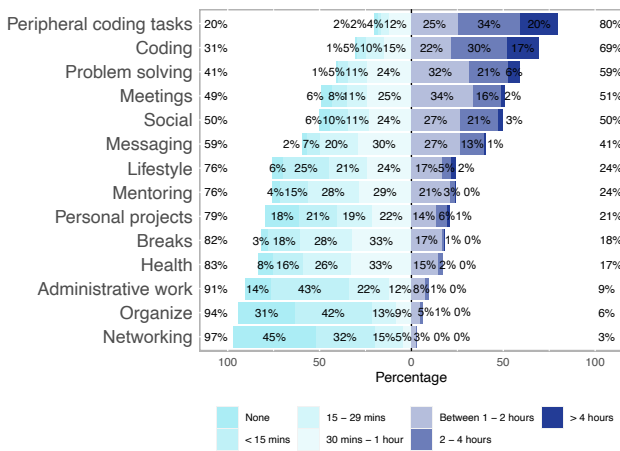 Peripheral coding tasks 20% 2% 2% 4% 12% 25% 34% 20% 80%
Coding 31% 1% 5% 10% 15% 22% 30% 17% 69%
Problem solving 41% 1% 5% 11% 24% 32% 21% 6% 59%
Meetings 49% 6% 8% 11% 25% 34% 16% 2% 51%
Social 50% 6% 10% 11% 24% 27% 21% 3% 50%
Messaging 59% 2% 7% 20% 30% 27% 13% 1% 41%
Lifestyle 76% 6% 25% 21% 24% 17% 5% 2% 24%
Mentoring 76% 4% 15% 28% 29% 21% 3% 0% 24%
Personal projects 79% 18% 21% 19% 22% 14% 6% 1% 21%
Breaks 82% 3% 18% 28% 33% 17% 1% 0% 18%
Health 83% 8% 16% 26% 33% 15% 2% 0% 17%
Administrative work 91% 14% 43% 22% 12% 8% 1% 0% 9%
Organize 94% 31% 42% 13% 9% 5% 1% 0% 6%
Networking 97% 45% 32% 15% 5% 3% 0% 0% 3%
100 50 0 50 100
Percentage
None 15 – 29 mins Between 1 – 2 hours > 4 hours
< 15 mins 30 mins – 1 hour 2 – 4 hours